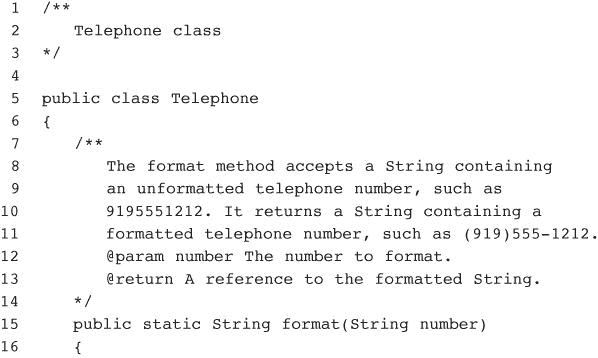 1 /**
2 Telephone class
3 */
4
5 public class Telephone
6 {
7 /**
8 The format method accepts a String containing
9 an unformatted telephone number, such as
10 9195551212. It returns a String containing a
11 formatted telephone number, such as (919)555-1212.
12 @param number The number to format.
13 @return A reference to the formatted String.
14 */
15 public static String format(String number)
16 {